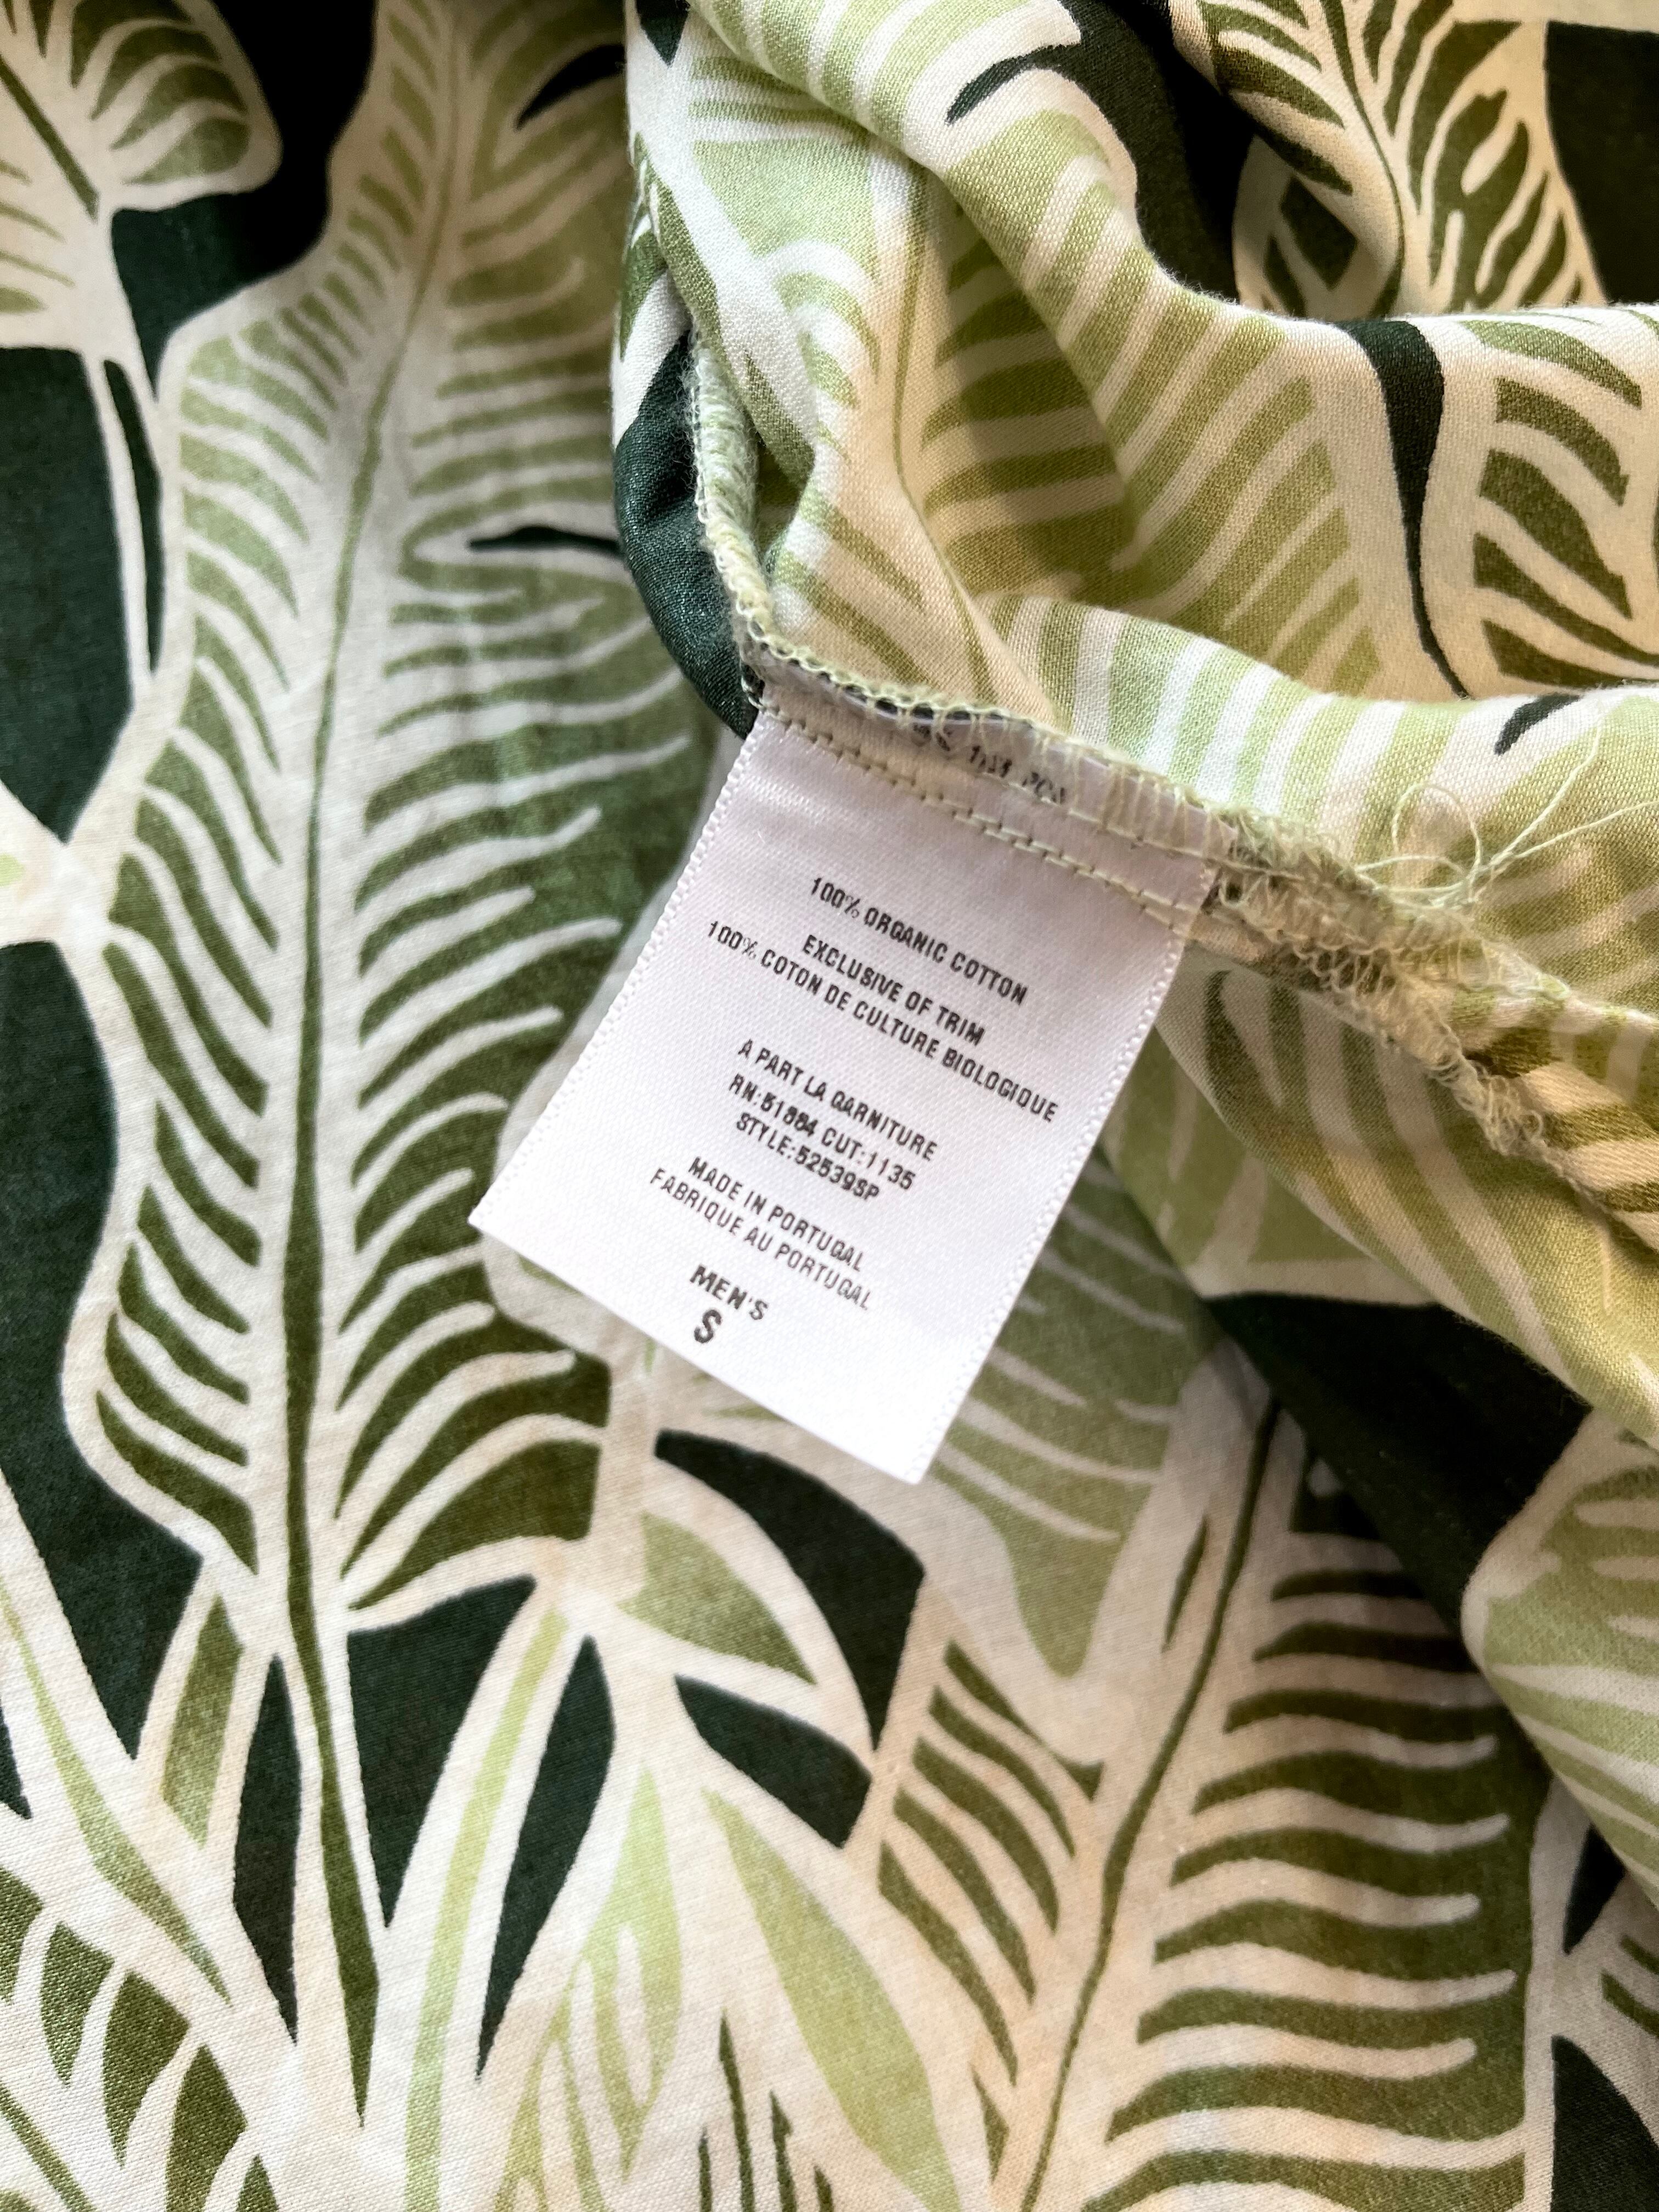 100% ORGANIC COTTON
EXCLUSIVE OF TRIM
100% COTON DE CULTURE BIOLOGIQUE
A PART LA GARNITURE
RN:51884 CUT:1135
STYLE:52539SP
MADE IN PORTUGAL
FABRIQUE AU PORTUGAL
MEN'S
S